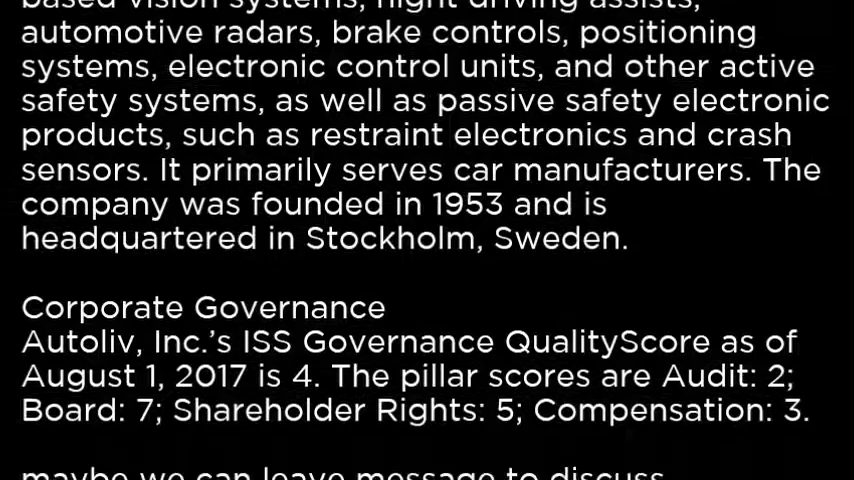 based vision systems, night driving assists,
automotive radars, brake controls, positioning
systems, electronic control units, and other active
safety systems, as well as passive safety electronic
products, such as restraint electronics and crash
sensors. It primarily serves car manufacturers. The
company was founded in 1953 and is
headquartered in Stockholm, Sweden.
Corporate Governance
Autoliv, Inc.’s ISS Governance QualityScore as of
August 1, 2017 is 4. The pillar scores are Audit: 2;
Board: 7; Shareholder Rights: 5; Compensation: 3.
maybe we can leave message to discuss